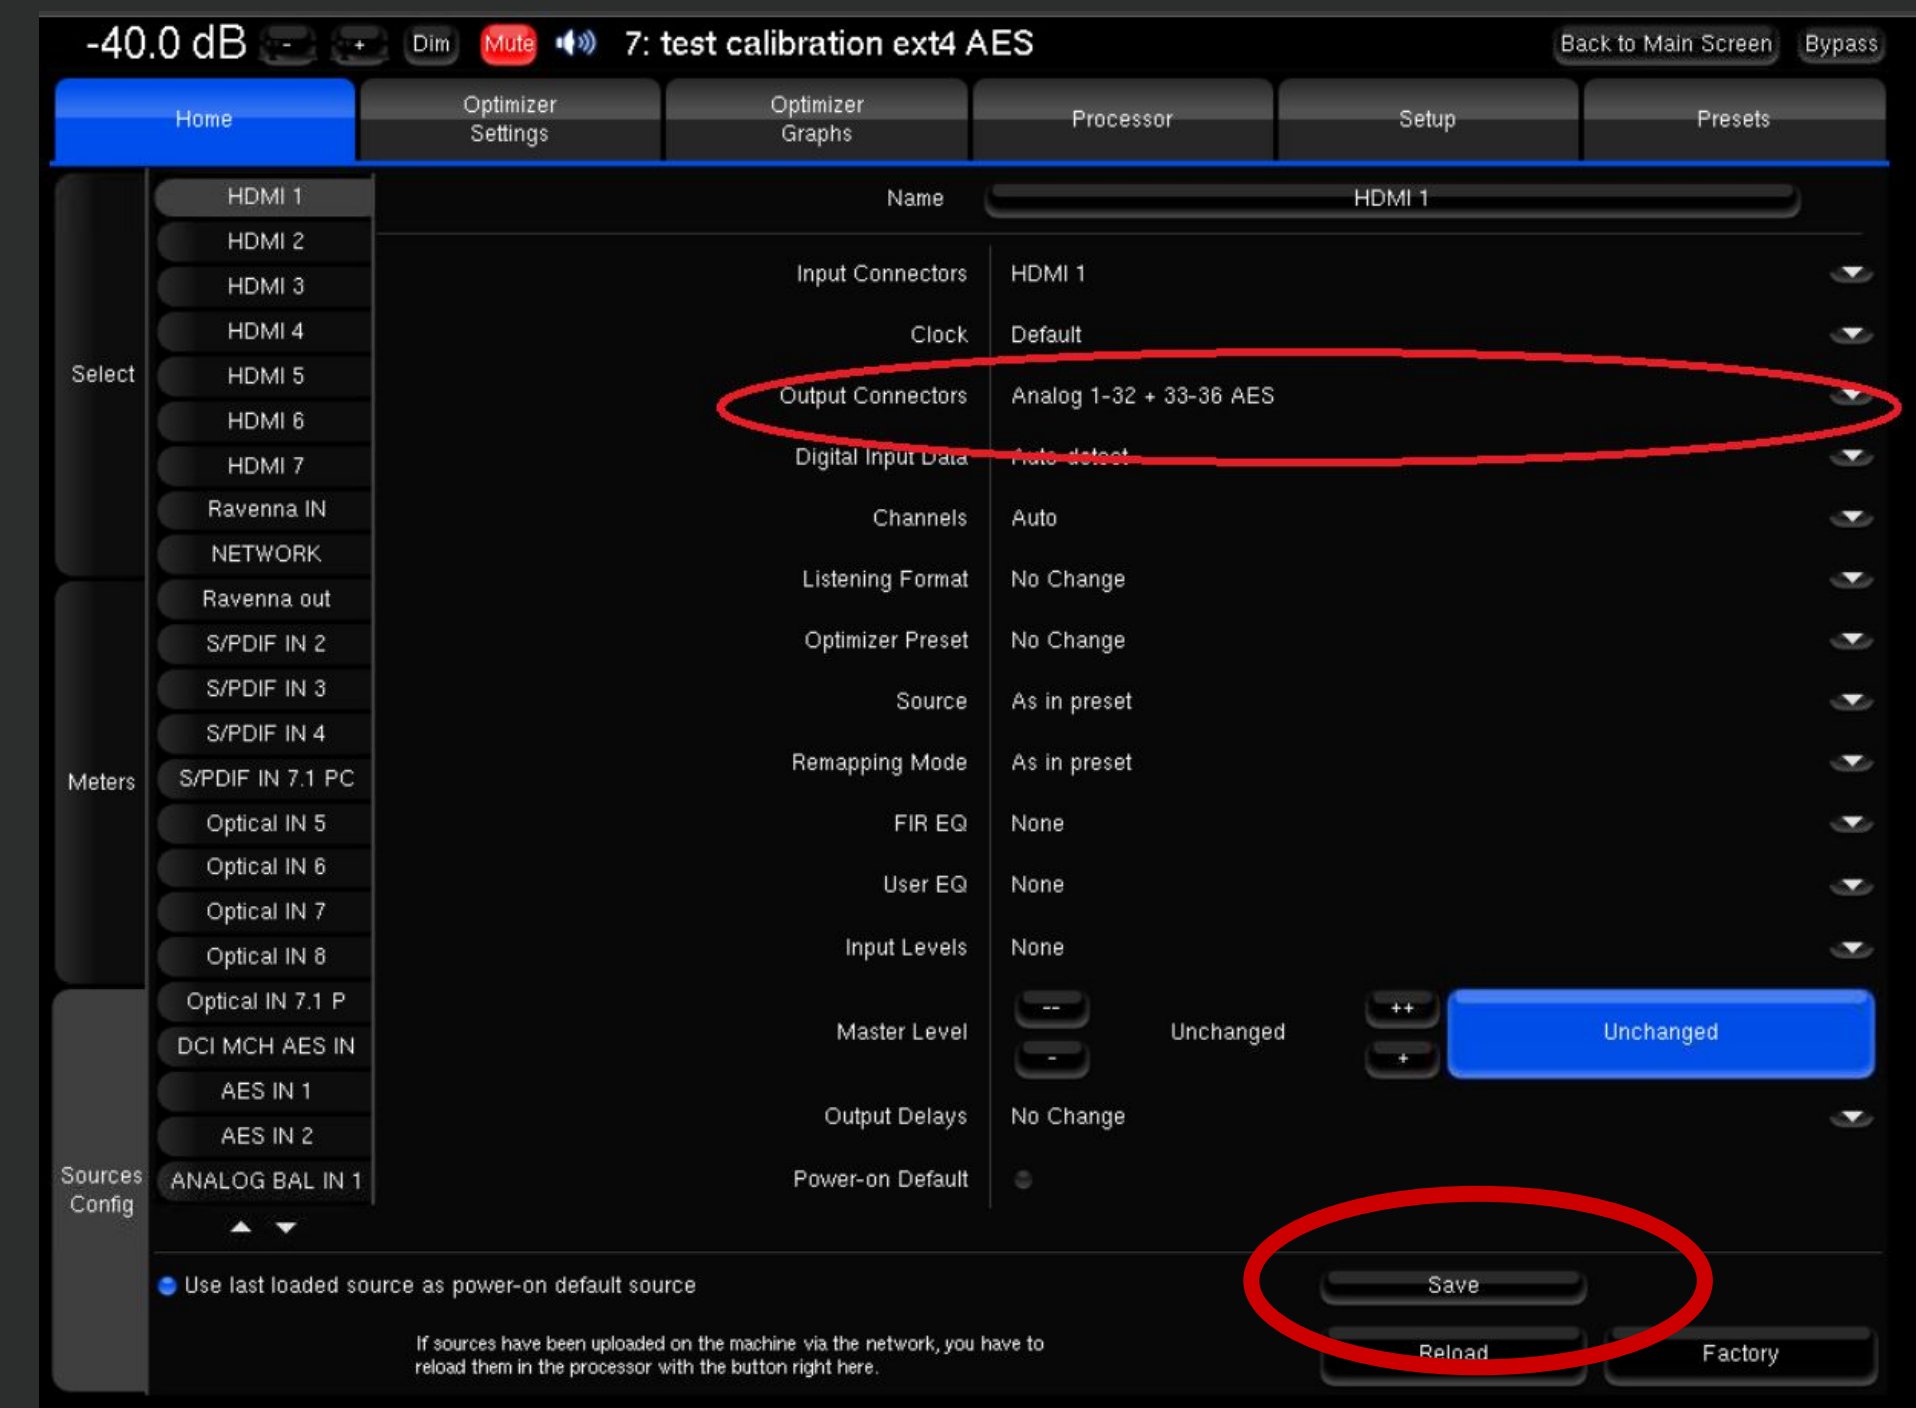 -40.0 dB - + Dim Mute 7: test calibration ext4 AES Back to Main Screen Bypass
Home Optimizer Settings Optimizer Graphs Processor Setup Presets
Select
Meters
Sources Config
HDMI 1
HDMI 2
HDMI 3
HDMI 4
HDMI 5
HDMI 6
HDMI 7
Ravenna IN
NETWORK
Ravenna out
S/PDIF IN 2
S/PDIF IN 3
S/PDIF IN 4
S/PDIF IN 7.1 PC
Optical IN 5
Optical IN 6
Optical IN 7
Optical IN 8
Optical IN 7.1 P
DCI MCH AES IN
AES IN 1
AES IN 2
ANALOG BAL IN 1
Name HDMI 1
Input Connectors HDMI 1
Clock Default
Output Connectors Analog 1-32 + 33-36 AES
Digital Input Data Auto-detect
Channels Auto
Listening Format No Change
Optimizer Preset No Change
Source As in preset
Remapping Mode As in preset
FIR EQ None
User EQ None
Input Levels None
Master Level -- - Unchanged ++ + Unchanged
Output Delays No Change
Power-on Default
Use last loaded source as power-on default source
Save
If sources have been uploaded on the machine via the network, you have to
reload them in the processor with the button right here.
Reload Factory